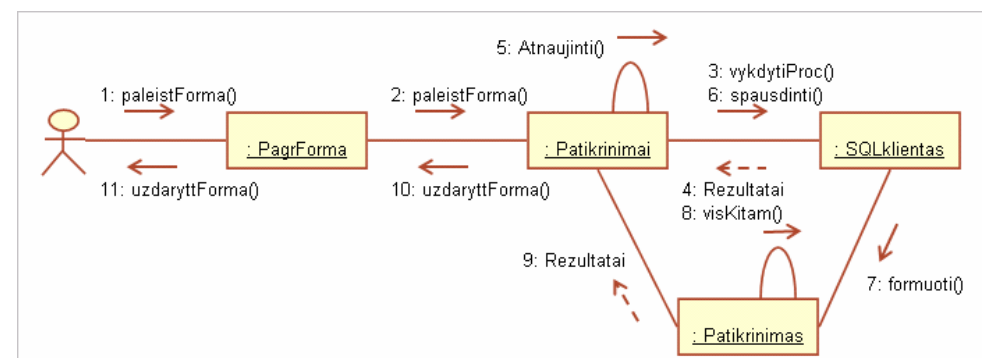 5: Atnaujinti()
1: paleistForma()
2: paleistForma()
3: vykdytiProc()
6: spausdinti()
: PagrForma
: Patikrinimai
: SQLklientas
11: uzdaryttForma()
10: uzdaryttForma()
4: Rezultatai
8: visKitam()
9: Rezultatai
7: formuoti()
: Patikrinimas